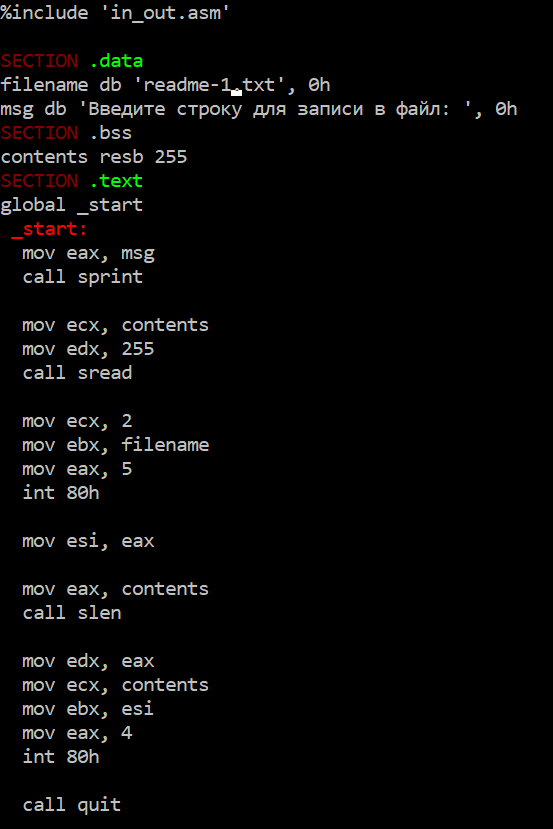 %include 'in_out.asm'
SECTION .data
filename db 'readme-1.txt', 0h
msg db 'Введите строку для записи в файл: ', 0h
SECTION .bss
contents resb 255
SECTION .text
global _start
_start:
mov eax, msg
call sprint
mov ecx, contents
mov edx, 255
call sread
mov ecx, 2
mov ebx, filename
mov eax, 5
int 80h
mov esi, eax
mov eax, contents
call slen
mov edx, eax
mov ecx, contents
mov ebx, esi
mov eax, 4
int 80h
call quit